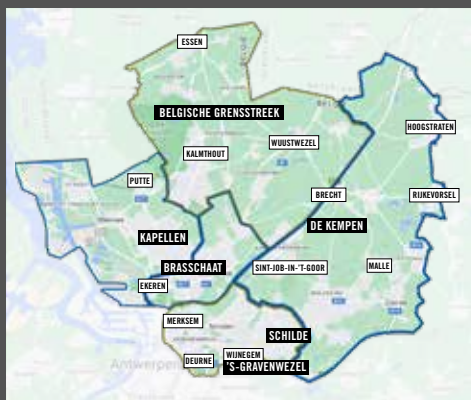 ESSEN
BELGISCHE GRENSSTREEK
HOOGSTRATEN
WUUSTWEZEL
KALMTHOUT
PUTTE
BRECHT
RIJKEVORSEL
DE KEMPEN
KAPELLEN
BRASSCHAAT
SINT-JOB-IN-'T-GOOR
MALLE
EKEREN
MERKSEM
SCHILDE
WIJNEGEM
DEURNE
'S-GRAVENWEZEL
Antwerpen